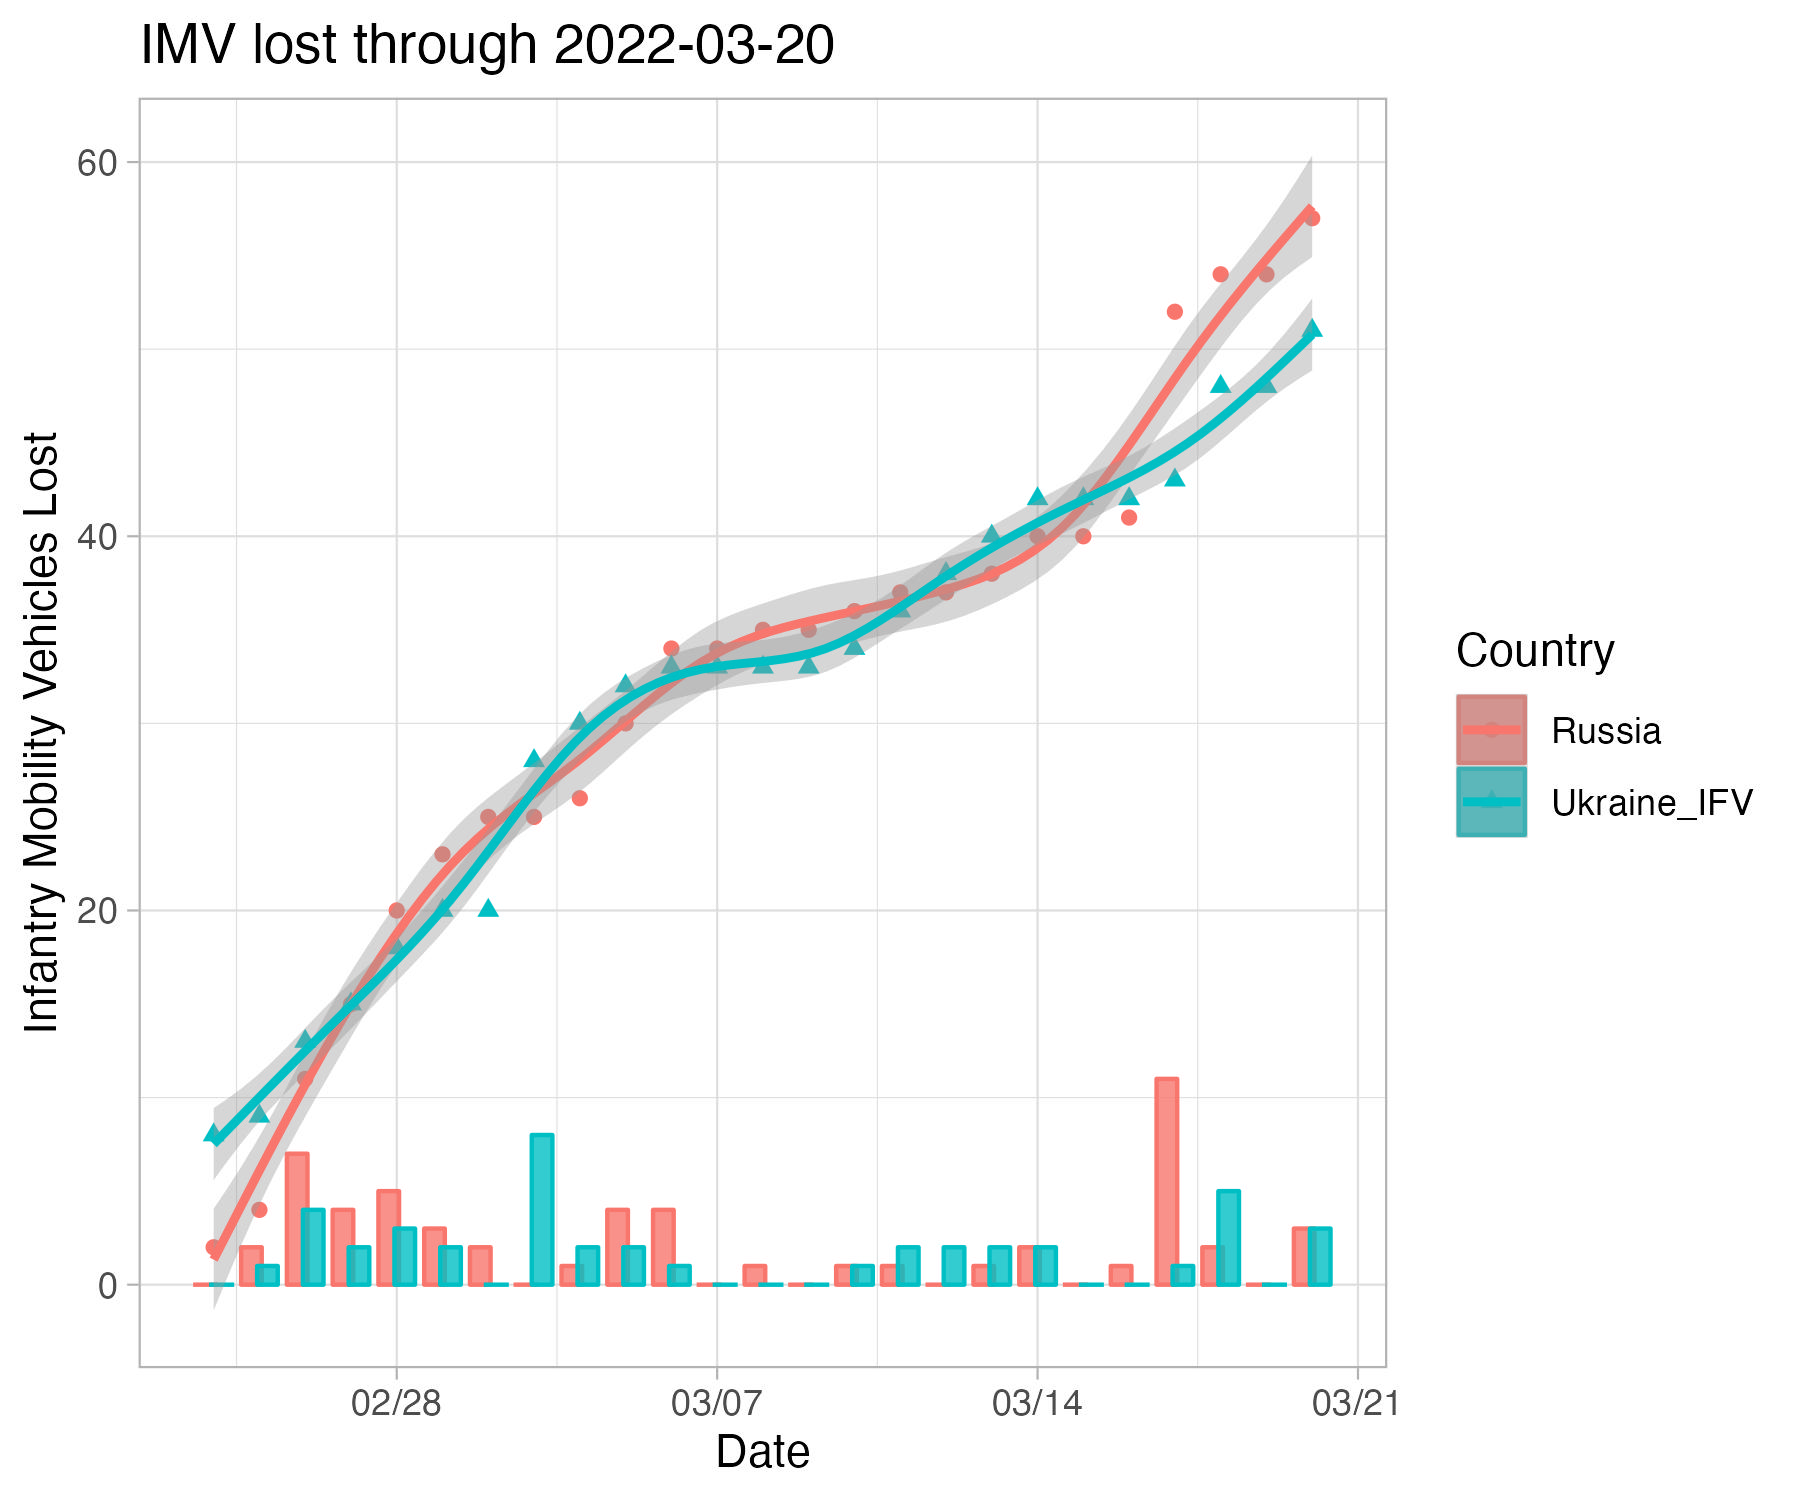 IMV lost through 2022-03-20
Infantry Mobility Vehicles Lost
60
40
20
0
02/28
03/07
03/14
03/21
Date
Country
Russia
Ukraine_IFV